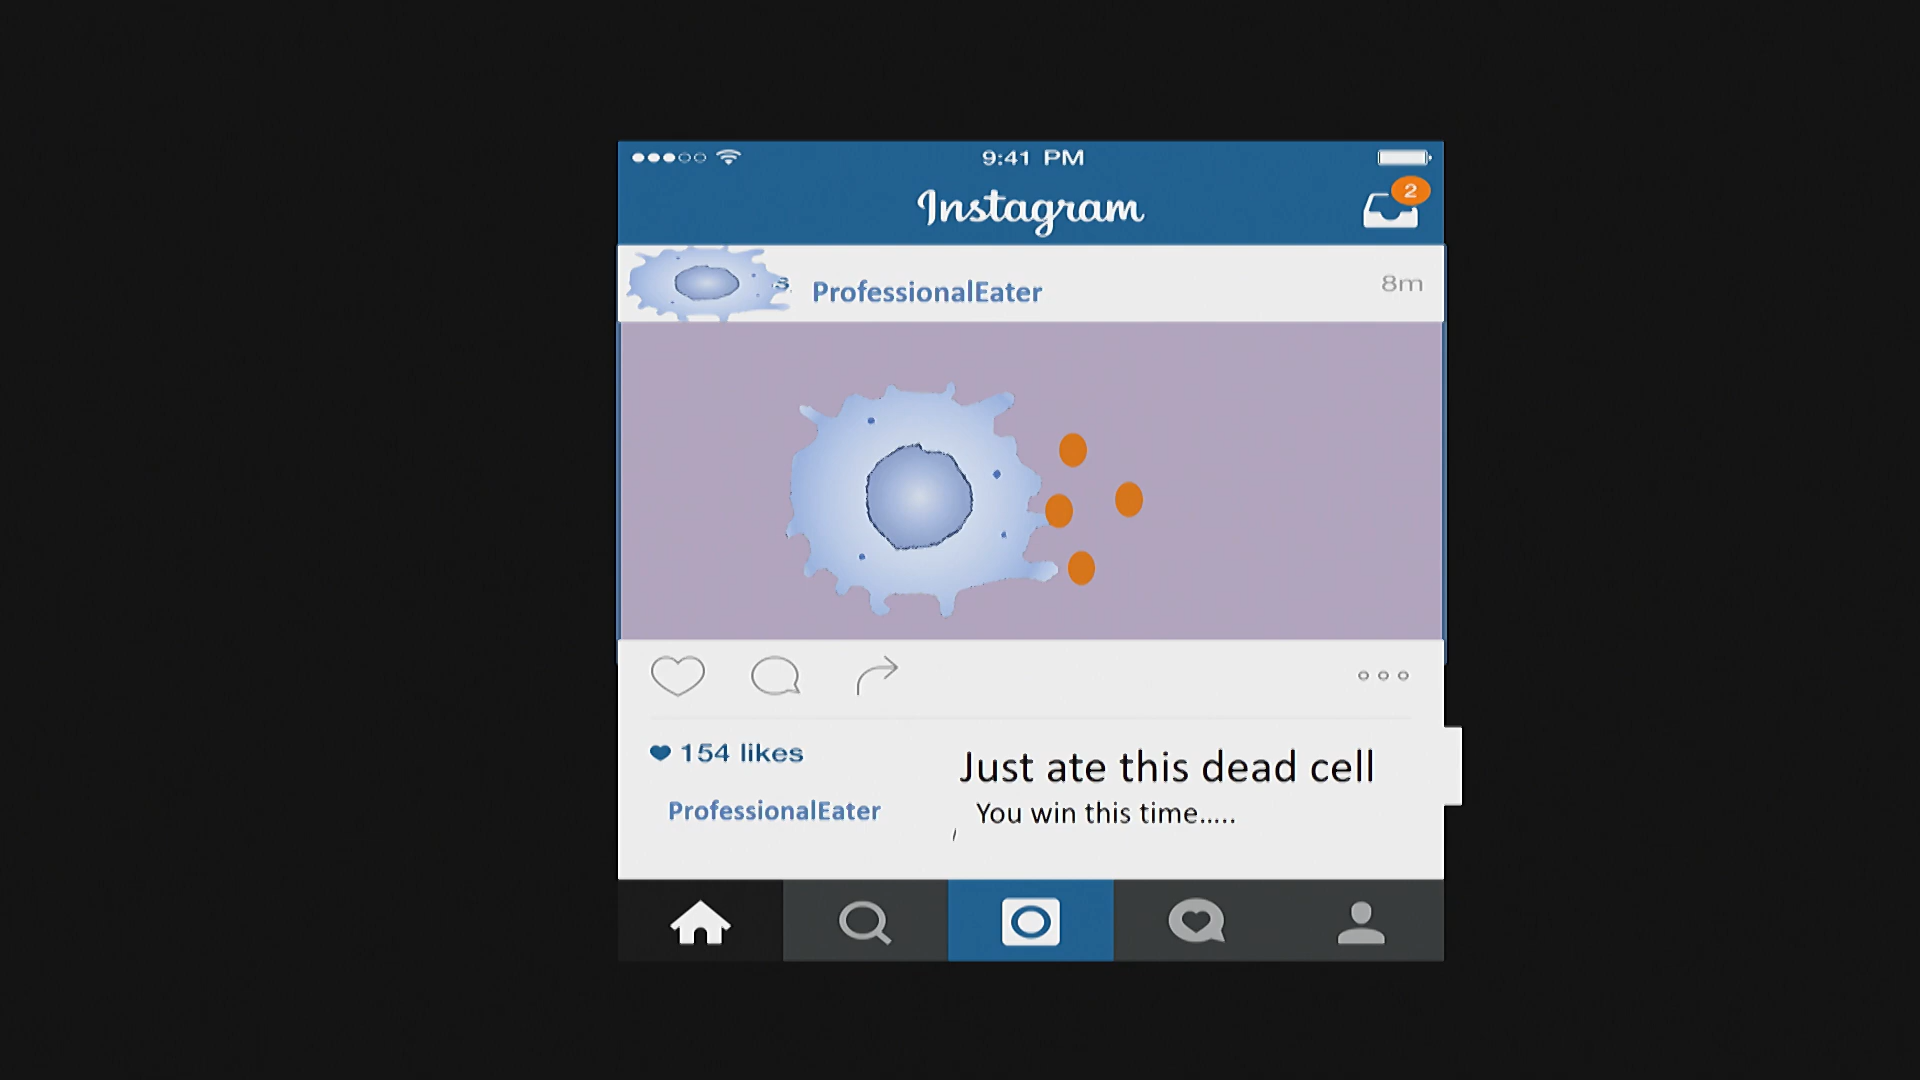 9:41 PM
Instagram
2
ProfessionalEater
8m
154 likes
Just ate this dead cell
ProfessionalEater
You win this time.....